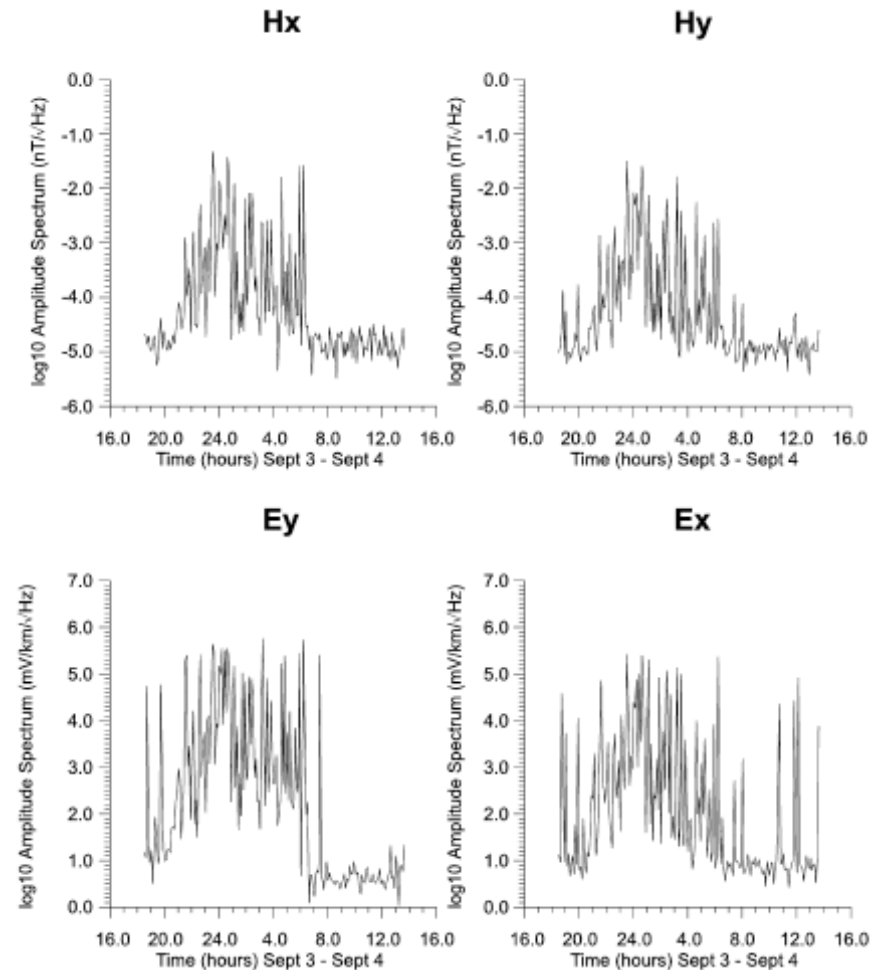 Hx
Hy
log10 Amplitude Spectrum (nT/√Hz)
0.0
-1.0
-2.0
-3.0
-4.0
-5.0
-6.0
16.0 20.0 24.0 4.0 8.0 12.0 16.0
Time (hours) Sept 3 - Sept 4
log10 Amplitude Spectrum (nT/√Hz)
0.0
-1.0
-2.0
-3.0
-4.0
-5.0
-6.0
16.0 20.0 24.0 4.0 8.0 12.0 16.0
Time (hours) Sept 3 - Sept 4
Ey
Ex
log10 Amplitude Spectrum (mV/km/√Hz)
7.0
6.0
5.0
4.0
3.0
2.0
1.0
0.0
16.0 20.0 24.0 4.0 8.0 12.0 16.0
Time (hours) Sept 3 - Sept 4
log10 Amplitude Spectrum (mV/km/√Hz)
7.0
6.0
5.0
4.0
3.0
2.0
1.0
0.0
16.0 20.0 24.0 4.0 8.0 12.0 16.0
Time (hours) Sept 3 - Sept 4